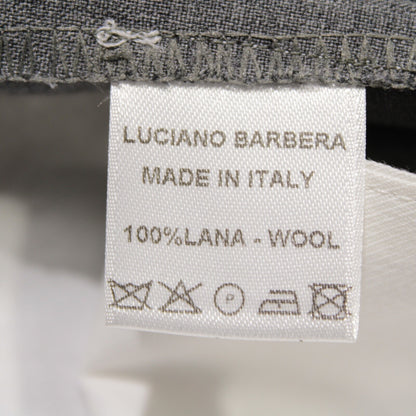 LUCIANO BARBERA
MADE IN ITALY
100%LANA - WOOL
P